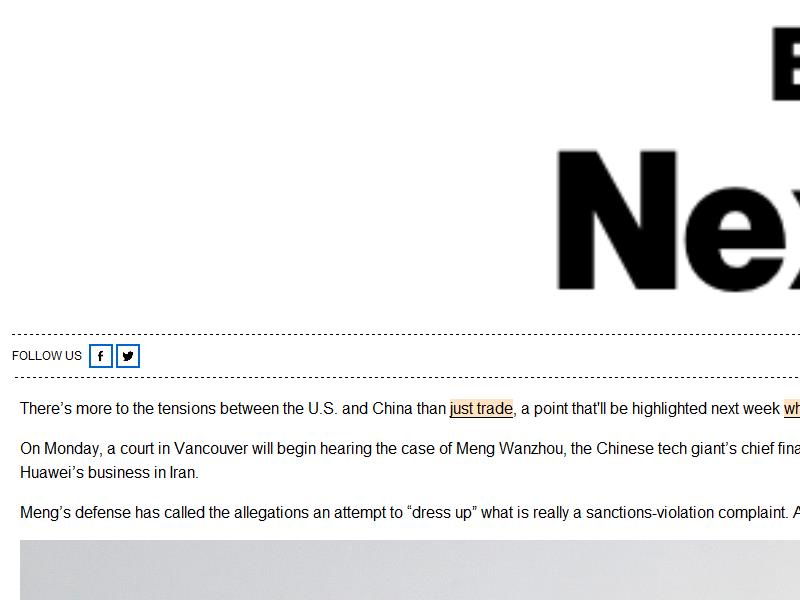 Ne
FOLLOW US
There’s more to the tensions between the U.S. and China than just trade, a point that'll be highlighted next week
On Monday, a court in Vancouver will begin hearing the case of Meng Wanzhou, the Chinese tech giant’s chief
Huawei’s business in Iran.
Meng’s defense has called the allegations an attempt to “dress up” what is really a sanctions-violation complaint.